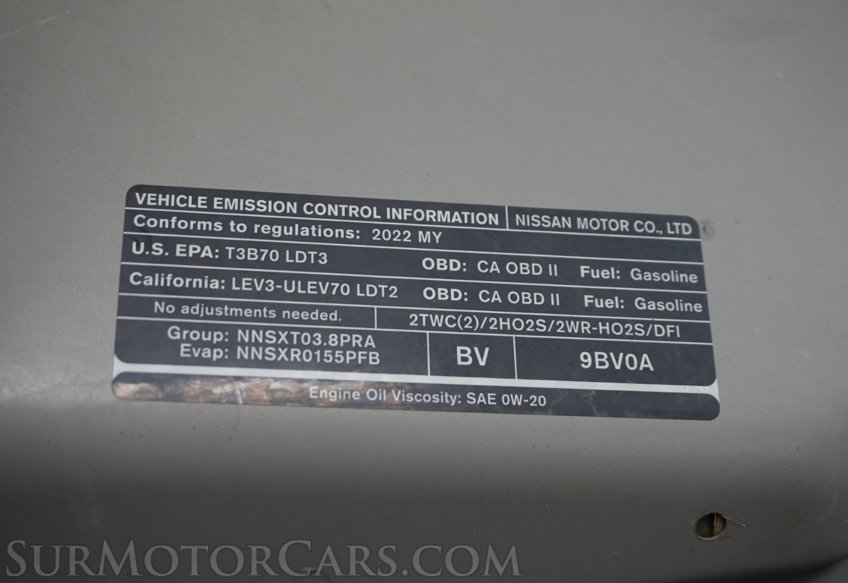 VEHICLE EMISSION CONTROL INFORMATION NISSAN MOTOR CO., LTD
Conforms to regulations: 2022 MY
U.S. EPA: T3B70 LDT3 OBD: CA OBD II Fuel: Gasoline
California: LEV3-ULEV70 LDT2 OBD: CA OBD II Fuel: Gasoline
No adjustments needed. 2TWC(2)/2HO2S/2WR-HO2S/DFI
Group: NNSXT03.8PRA
Evap: NNSXR0155PFB
BV 9BV0A
Engine Oil Viscosity: SAE 0W-20
SURMOTORCARS.COM